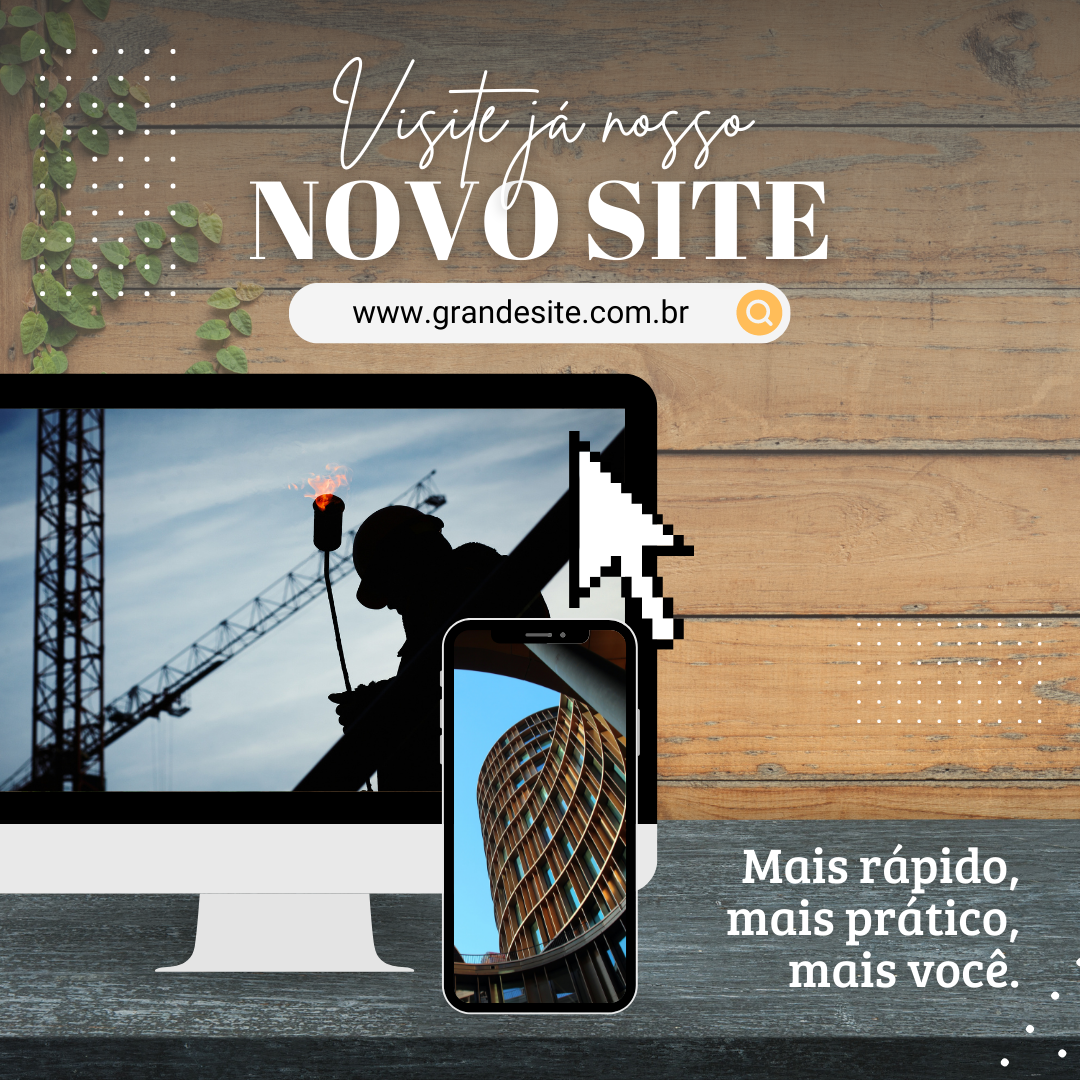 Visite já nosso
NOVO SITE
www.grandesite.com.br
Mais rápido,
mais prático,
mais você.